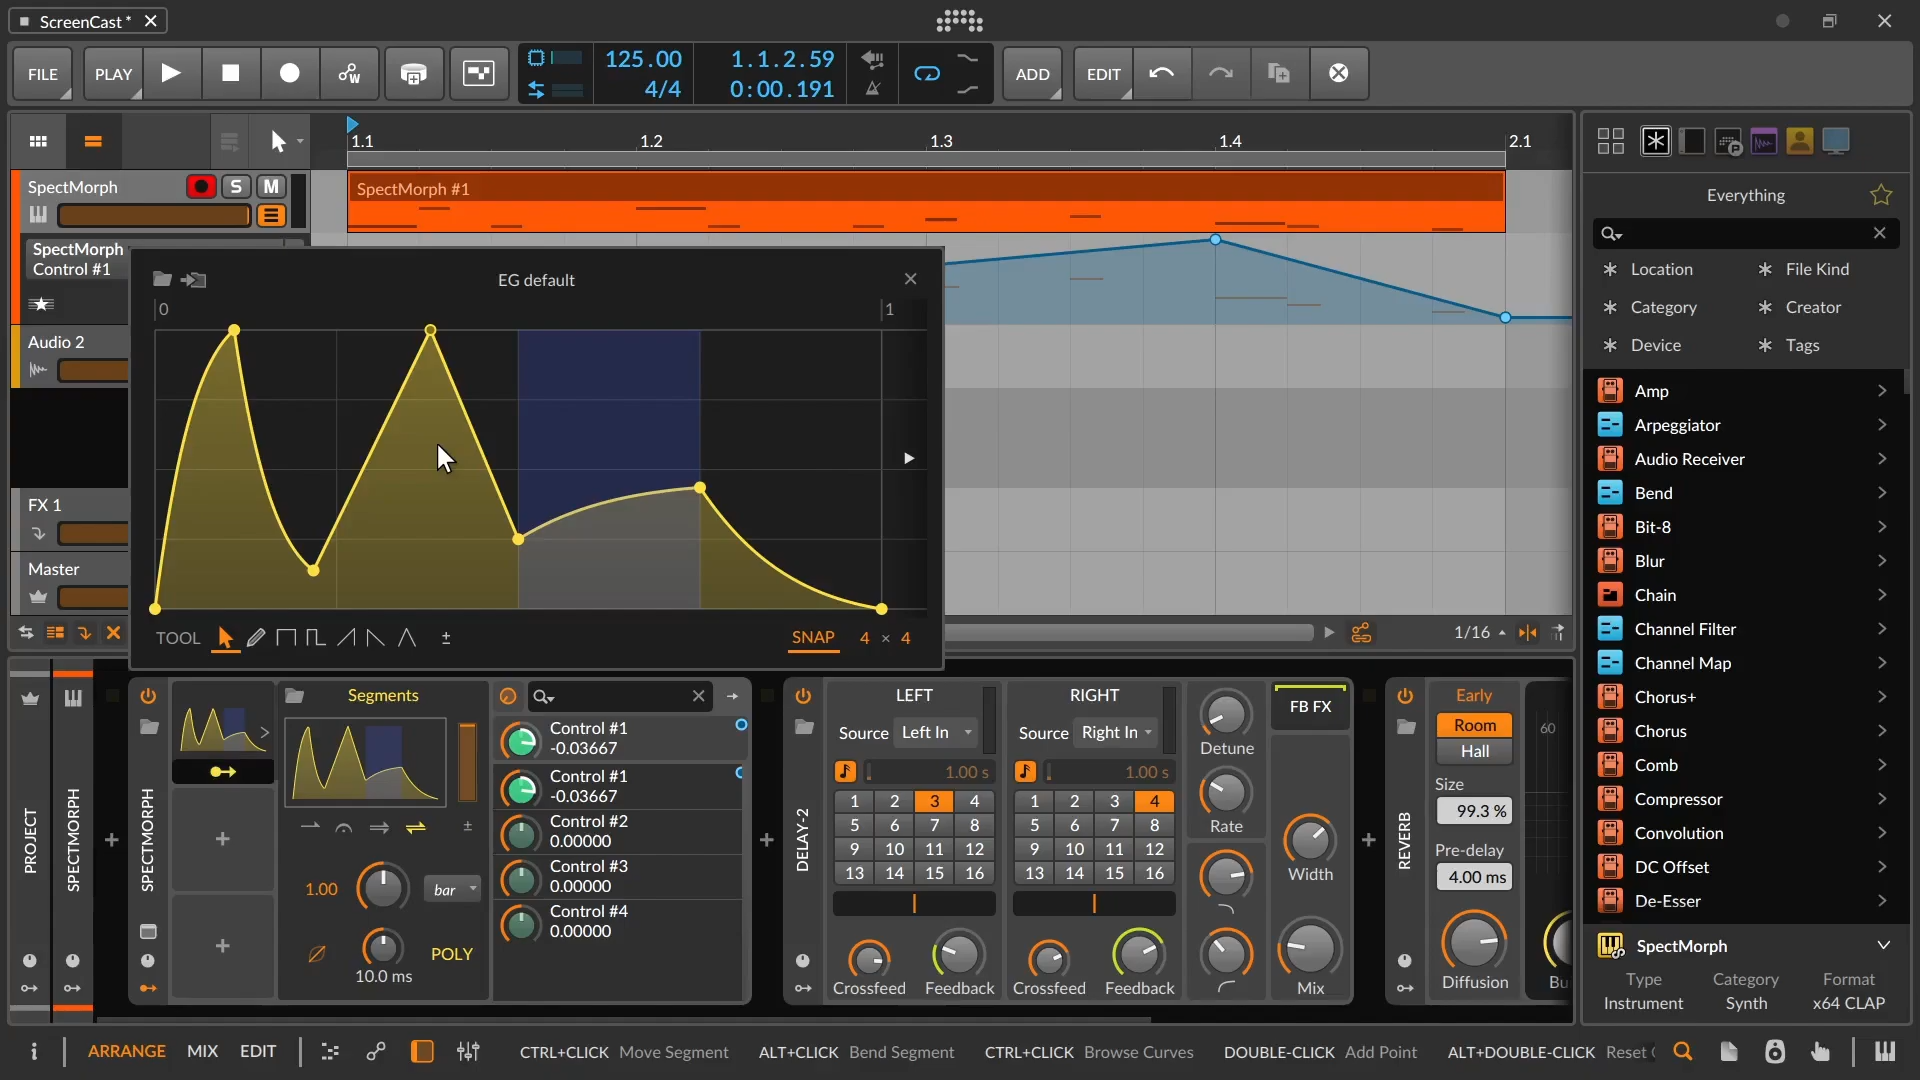 ScreenCast *
FILE
PLAY
125.00
4/4
1.1.2.59
0:00.191
ADD
EDIT
1.1
1.2
1.3
1.4
2.1
SpectMorph
S
M
SpectMorph #1
SpectMorph
Control #1
Audio 2
FX 1
Master
EG default
0
1
TOOL
SNAP
4 × 4
1/16
Everything
Location
File Kind
Category
Creator
Device
Tags
Amp
Arpeggiator
Audio Receiver
Bend
Bit-8
Blur
Chain
Channel Filter
Channel Map
Chorus+
Chorus
Comb
Compressor
Convolution
DC Offset
De-Esser
SpectMorph
Type
Category
Format
Instrument
Synth
x64 CLAP
PROJECT
SPECTMORPH
SPECTMORPH
Segments
1.00
bar
10.0 ms
POLY
Control #1
-0.03667
Control #1
-0.03667
Control #2
0.00000
Control #3
0.00000
Control #4
0.00000
DELAY-2
LEFT
Source
Left In
1.00 s
1 2 3 4
5 6 7 8
9 10 11 12
13 14 15 16
Crossfeed
Feedback
RIGHT
Source
Right In
1.00 s
1 2 3 4
5 6 7 8
9 10 11 12
13 14 15 16
Crossfeed
Feedback
Detune
Rate
FB FX
Width
Mix
REVERB
Early
Room
Hall
Size
99.3 %
Pre-delay
4.00 ms
Diffusion
60
Bu
ARRANGE
MIX
EDIT
CTRL+CLICK Move Segment
ALT+CLICK Bend Segment
CTRL+CLICK Browse Curves
DOUBLE-CLICK Add Point
ALT+DOUBLE-CLICK Reset